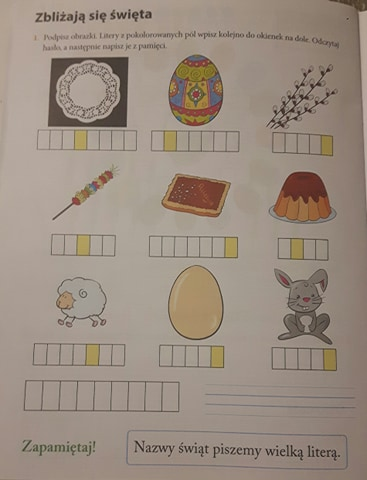 Zbliżają się święta
1. Podpisz obrazki. Litery z pokolorowanych pól wpisz kolejno do okienek na dole. Odczytaj
hasło, a następnie napisz je z pamięci.
Zapamiętaj!
Nazwy świąt piszemy wielką literą.